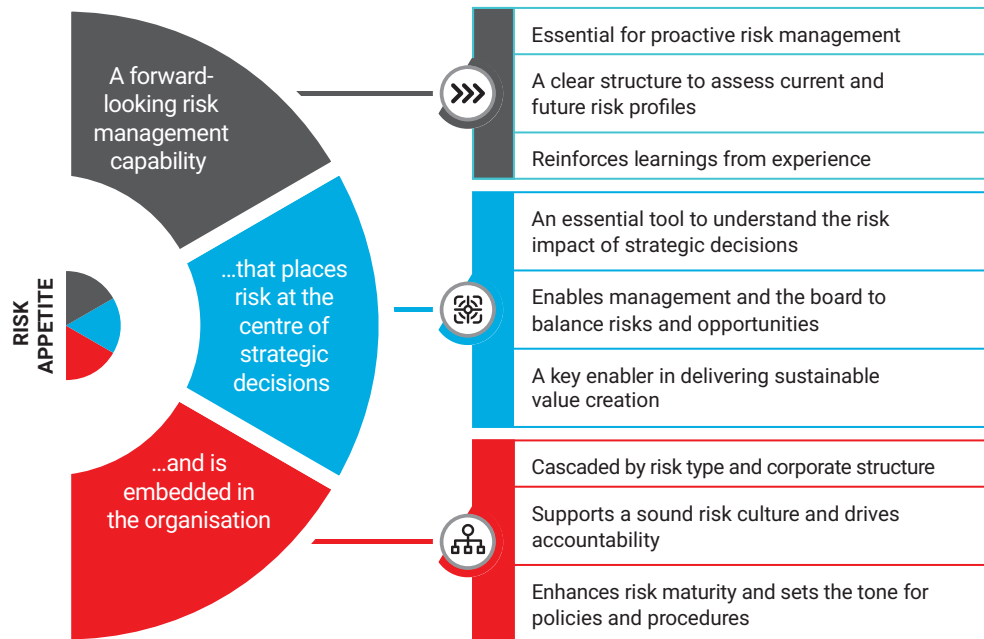 RISK
APPETITE
A forward-
looking risk
management
capability
Essential for proactive risk management
A clear structure to assess current and
future risk profiles
Reinforces learnings from experience
...that places
risk at the
centre of
strategic
decisions
An essential tool to understand the risk
impact of strategic decisions
Enables management and the board to
balance risks and opportunities
A key enabler in delivering sustainable
value creation
...and is
embedded in
the organisation
Cascaded by risk type and corporate structure
Supports a sound risk culture and drives
accountability
Enhances risk maturity and sets the tone for
policies and procedures